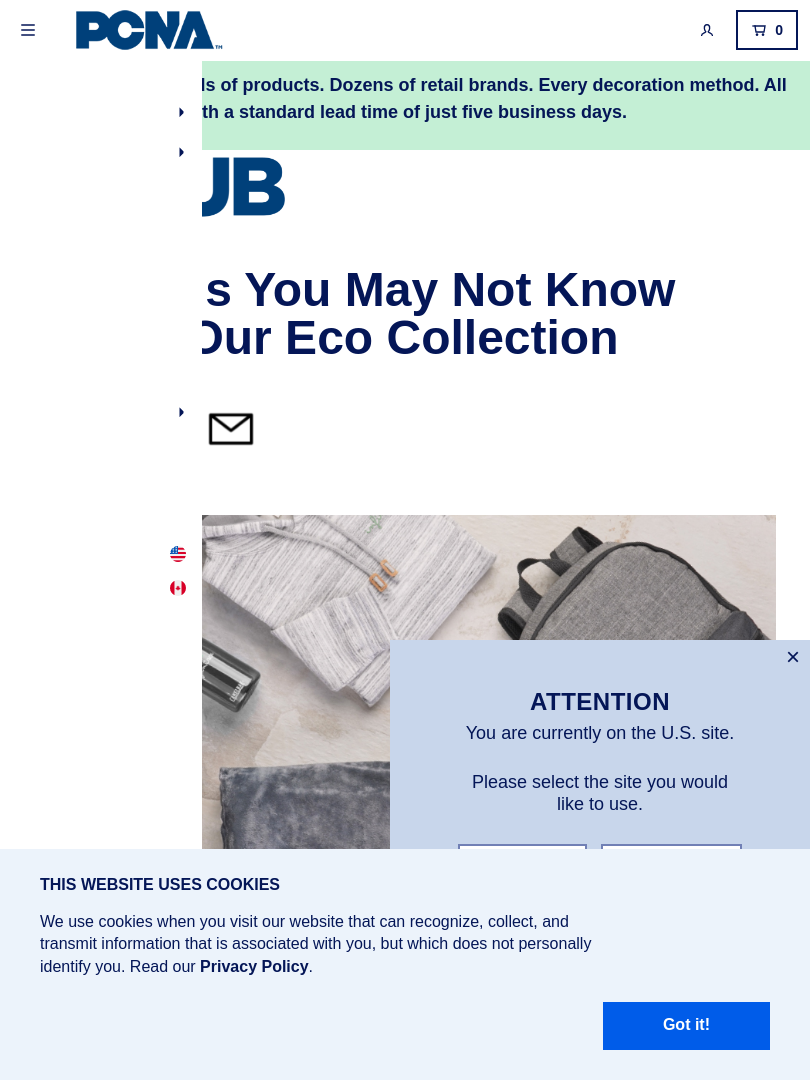 PCNA
0
of products. Dozens of retail brands. Every decoration method. All
a standard lead time of just five business days.
You May Not Know
Our Eco Collection
ATTENTION
You are currently on the U.S. site.
Please select the site you would
like to use.
THIS WEBSITE USES COOKIES
We use cookies when you visit our website that can recognize, collect, and
transmit information that is associated with you, but which does not personally
identify you. Read our Privacy Policy.
Got it!